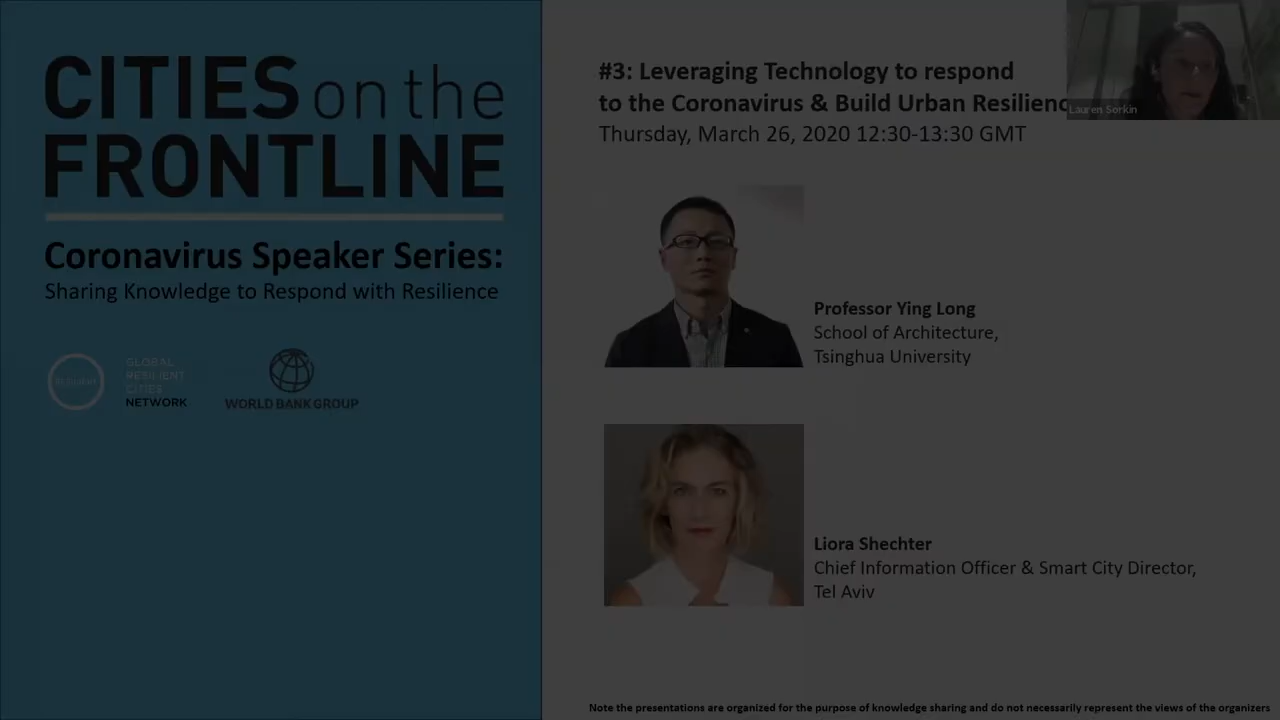 CITIES on the
FRONTLINE
Coronavirus Speaker Series:
Sharing Knowledge to Respond with Resilience
GLOBAL
RESILIENT
CITIES
NETWORK
WORLD BANK GROUP
#3: Leveraging Technology to respond
to the Coronavirus & Build Urban Resilienc
Thursday, March 26, 2020 12:30-13:30 GMT
Lauren Sorkin
Professor Ying Long
School of Architecture,
Tsinghua University
Liora Shechter
Chief Information Officer & Smart City Director,
Tel Aviv
Note the presentations are organized for the purpose of knowledge sharing and do not necessarily represent the views of the organizers